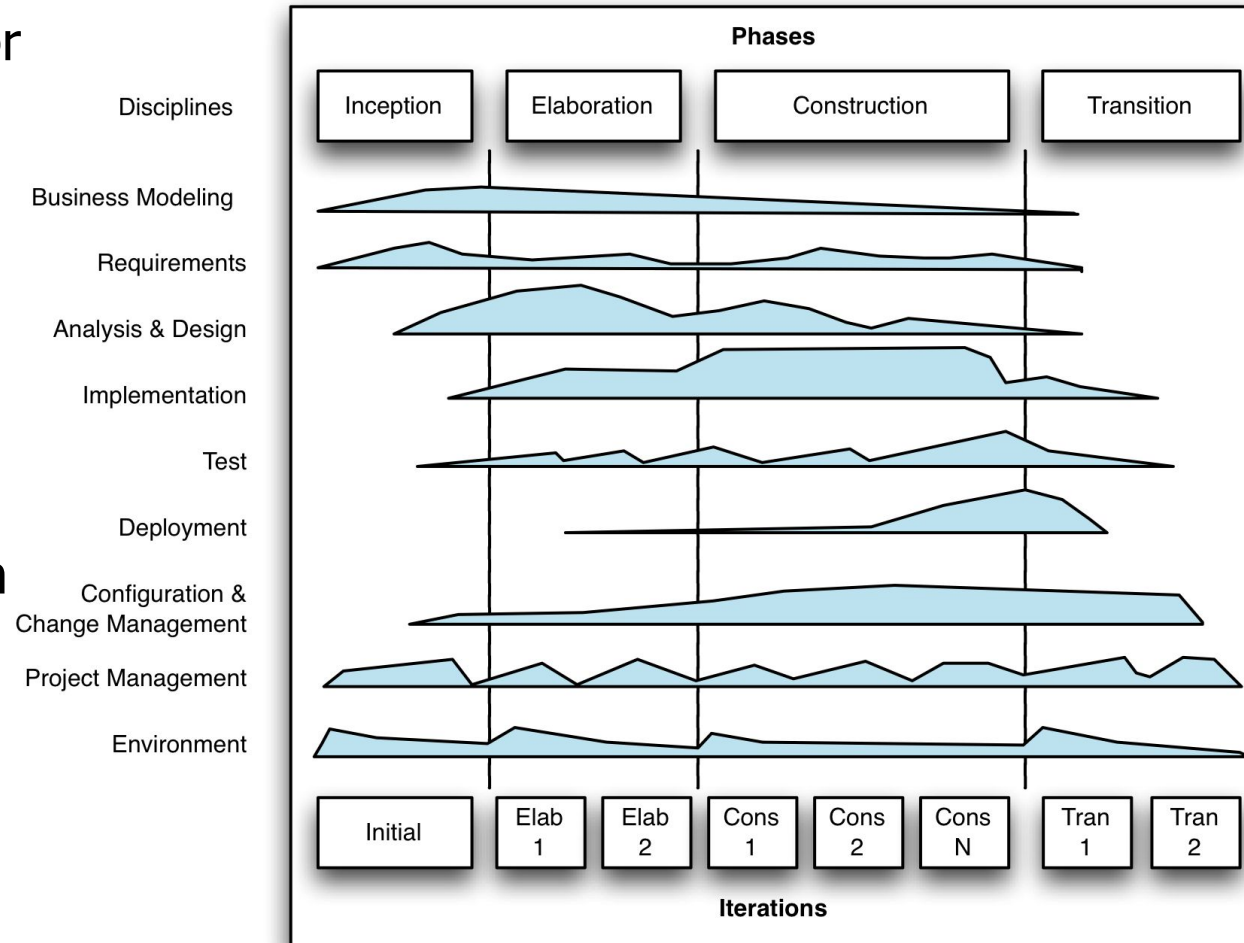 Phases
Disciplines
Inception
Elaboration
Construction
Transition
Business Modeling
Requirements
Analysis & Design
Implementation
Test
Deployment
Configuration &
Change Management
Project Management
Environment
Initial
Elab
1
Elab
2
Cons
1
Cons
2
Cons
N
Tran
1
Tran
2
Iterations